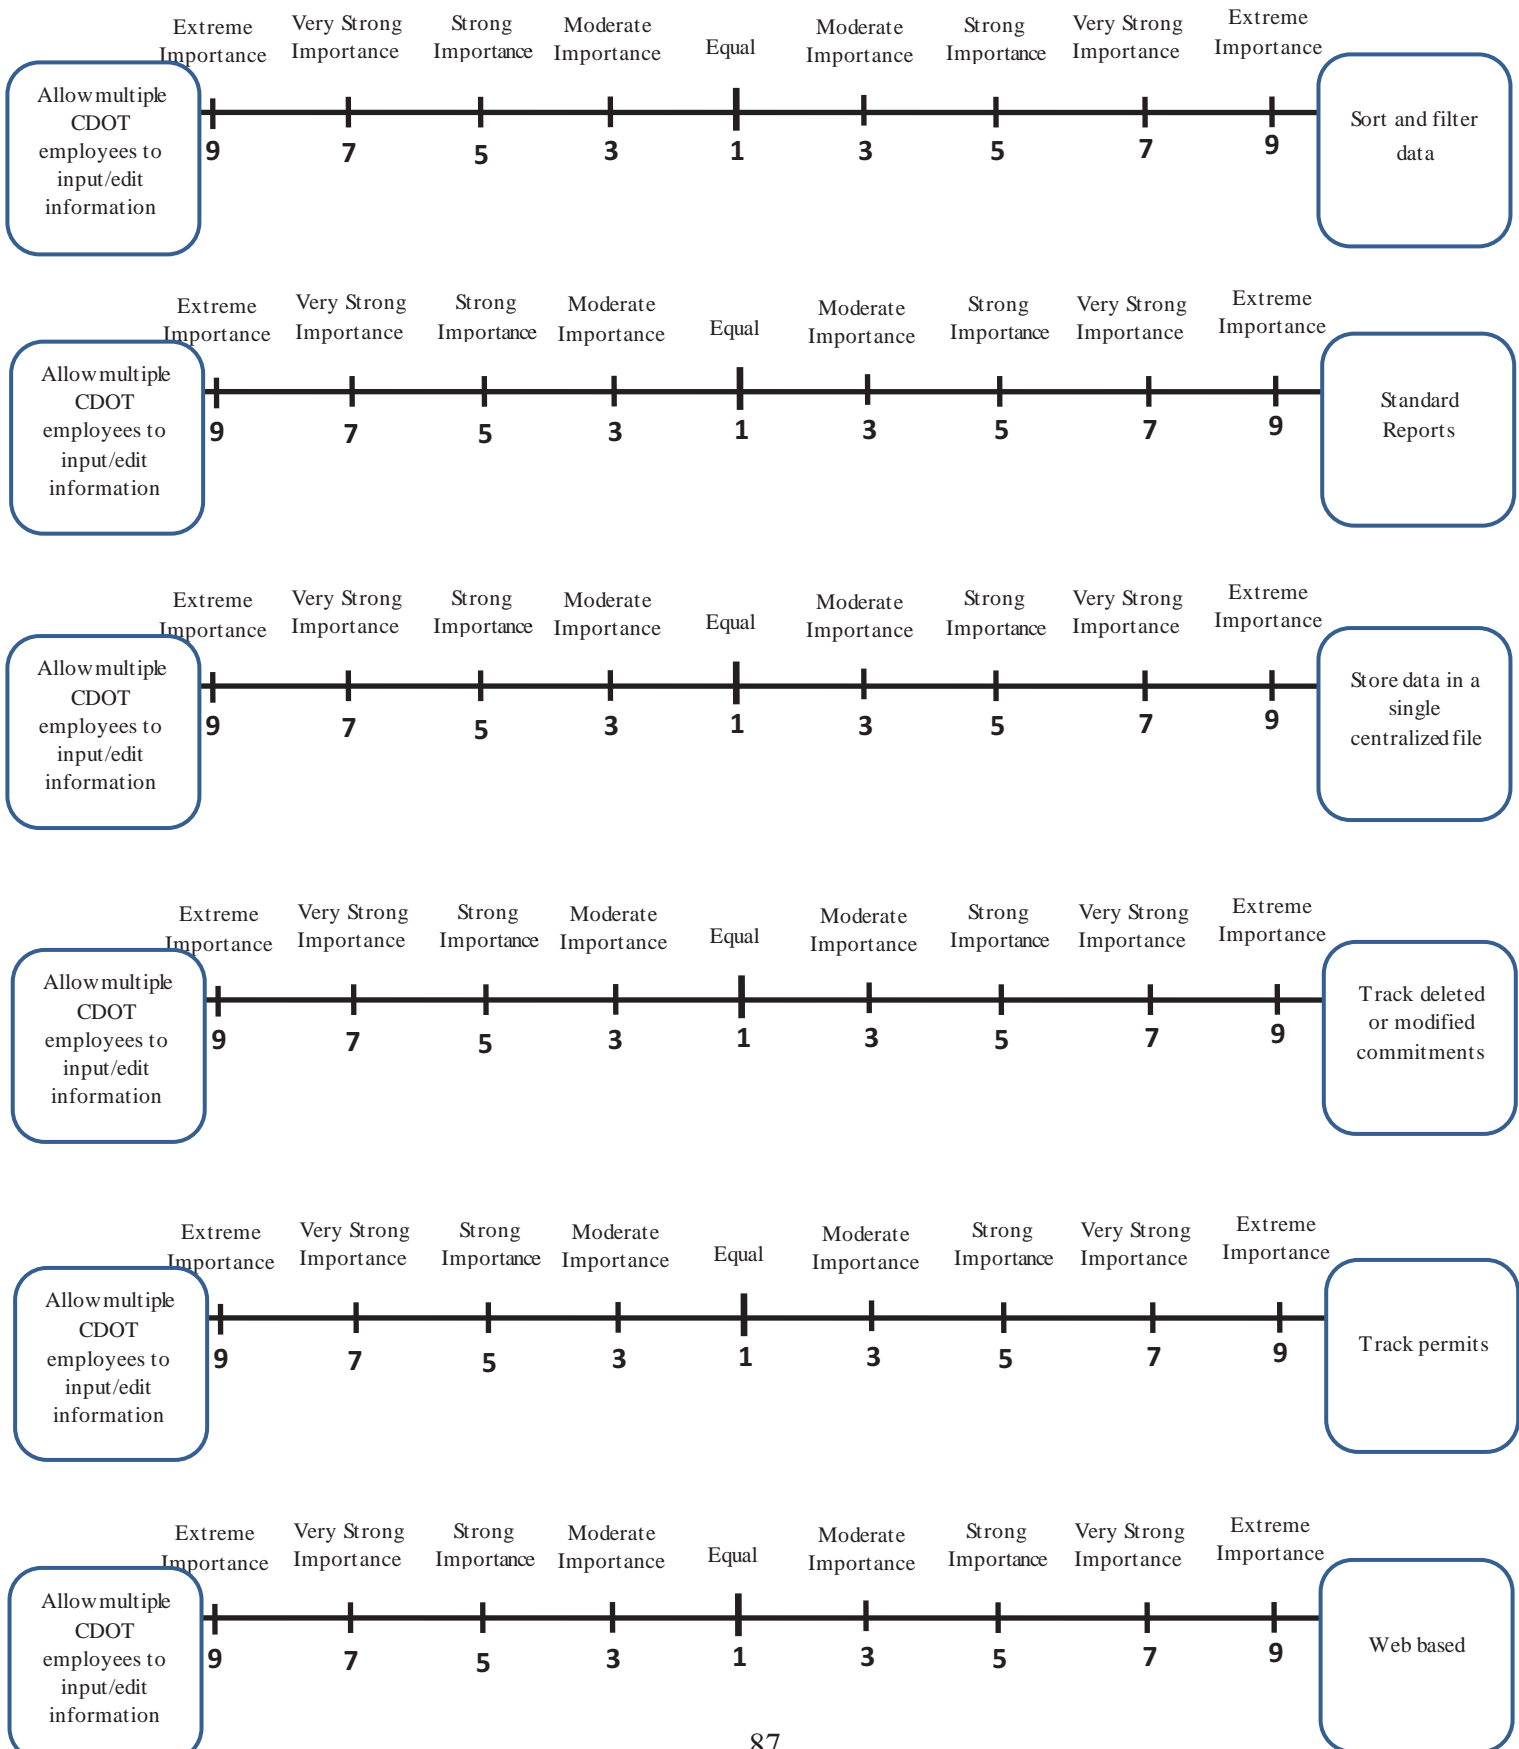 Extreme Very Strong Strong Moderate Equal Moderate Strong Very Strong Extreme
Importance Importance Importance Importance Importance Importance Importance Importance
Allow multiple
CDOT
employees to
input/edit
information
9 7 5 3 1 3 5 7 9
Sort and filter
data
Extreme Very Strong Strong Moderate Equal Moderate Strong Very Strong Extreme
Importance Importance Importance Importance Importance Importance Importance Importance
Allow multiple
CDOT
employees to
input/edit
information
9 7 5 3 1 3 5 7 9
Standard
Reports
Extreme Very Strong Strong Moderate Equal Moderate Strong Very Strong Extreme
Importance Importance Importance Importance Importance Importance Importance Importance
Allow multiple
CDOT
employees to
input/edit
information
9 7 5 3 1 3 5 7 9
Store data in a
single
centralized file
Extreme Very Strong Strong Moderate Equal Moderate Strong Very Strong Extreme
Importance Importance Importance Importance Importance Importance Importance Importance
Allow multiple
CDOT
employees to
input/edit
information
9 7 5 3 1 3 5 7 9
Track deleted
or modified
commitments
Extreme Very Strong Strong Moderate Equal Moderate Strong Very Strong Extreme
Importance Importance Importance Importance Importance Importance Importance Importance
Allow multiple
CDOT
employees to
input/edit
information
9 7 5 3 1 3 5 7 9
Track permits
Extreme Very Strong Strong Moderate Equal Moderate Strong Very Strong Extreme
Importance Importance Importance Importance Importance Importance Importance Importance
Allow multiple
CDOT
employees to
input/edit
information
9 7 5 3 1 3 5 7 9
Web based
87